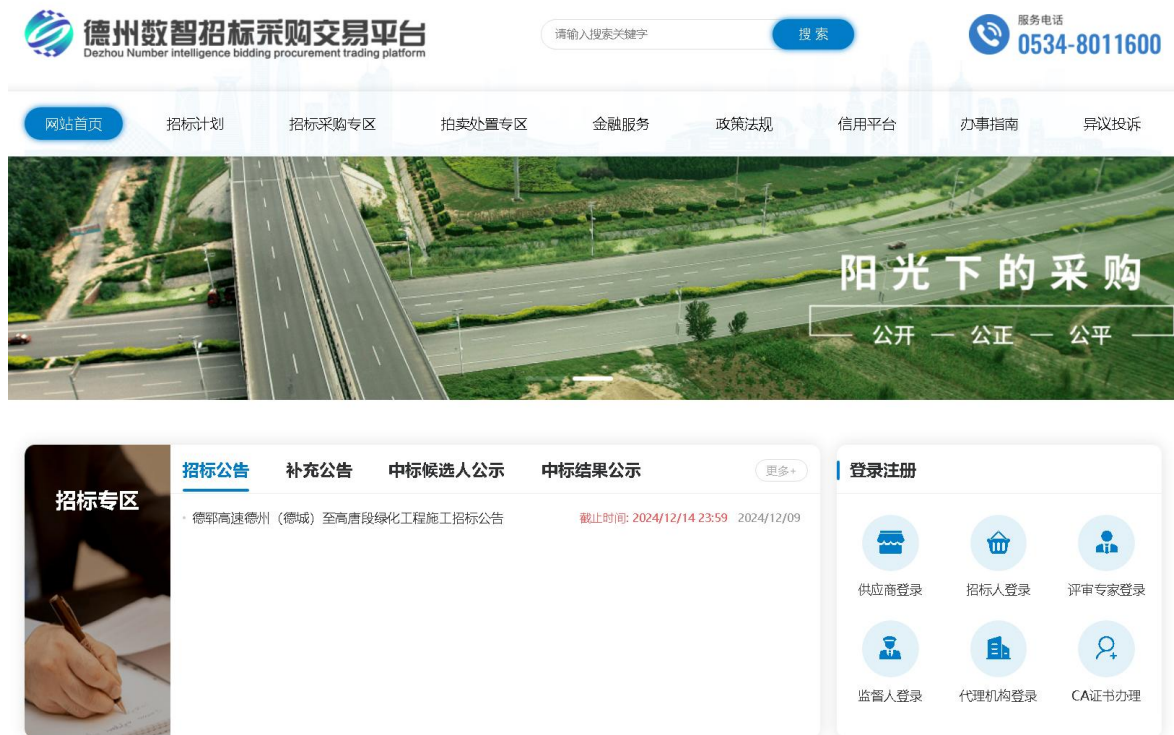 德州数智招标采购交易平台
Dezhou Number intelligence bidding procurement trading platform
请输入搜索关键字
搜 索
服务电话
0534-8011600
网站首页 招标计划 招标采购专区 拍卖处置专区 金融服务 政策法规 信用平台 办事指南 异议投诉
阳光下的采购
公开 — 公正 — 公平
招标专区
招标公告 补充公告 中标候选人公示 中标结果公示 更多+
德郓高速德州（德城）至高唐段绿化工程施工招标公告 截止时间: 2024/12/14 23:59 2024/12/09
登录注册
供应商登录 招标人登录 评审专家登录
监督人登录 代理机构登录 CA证书办理